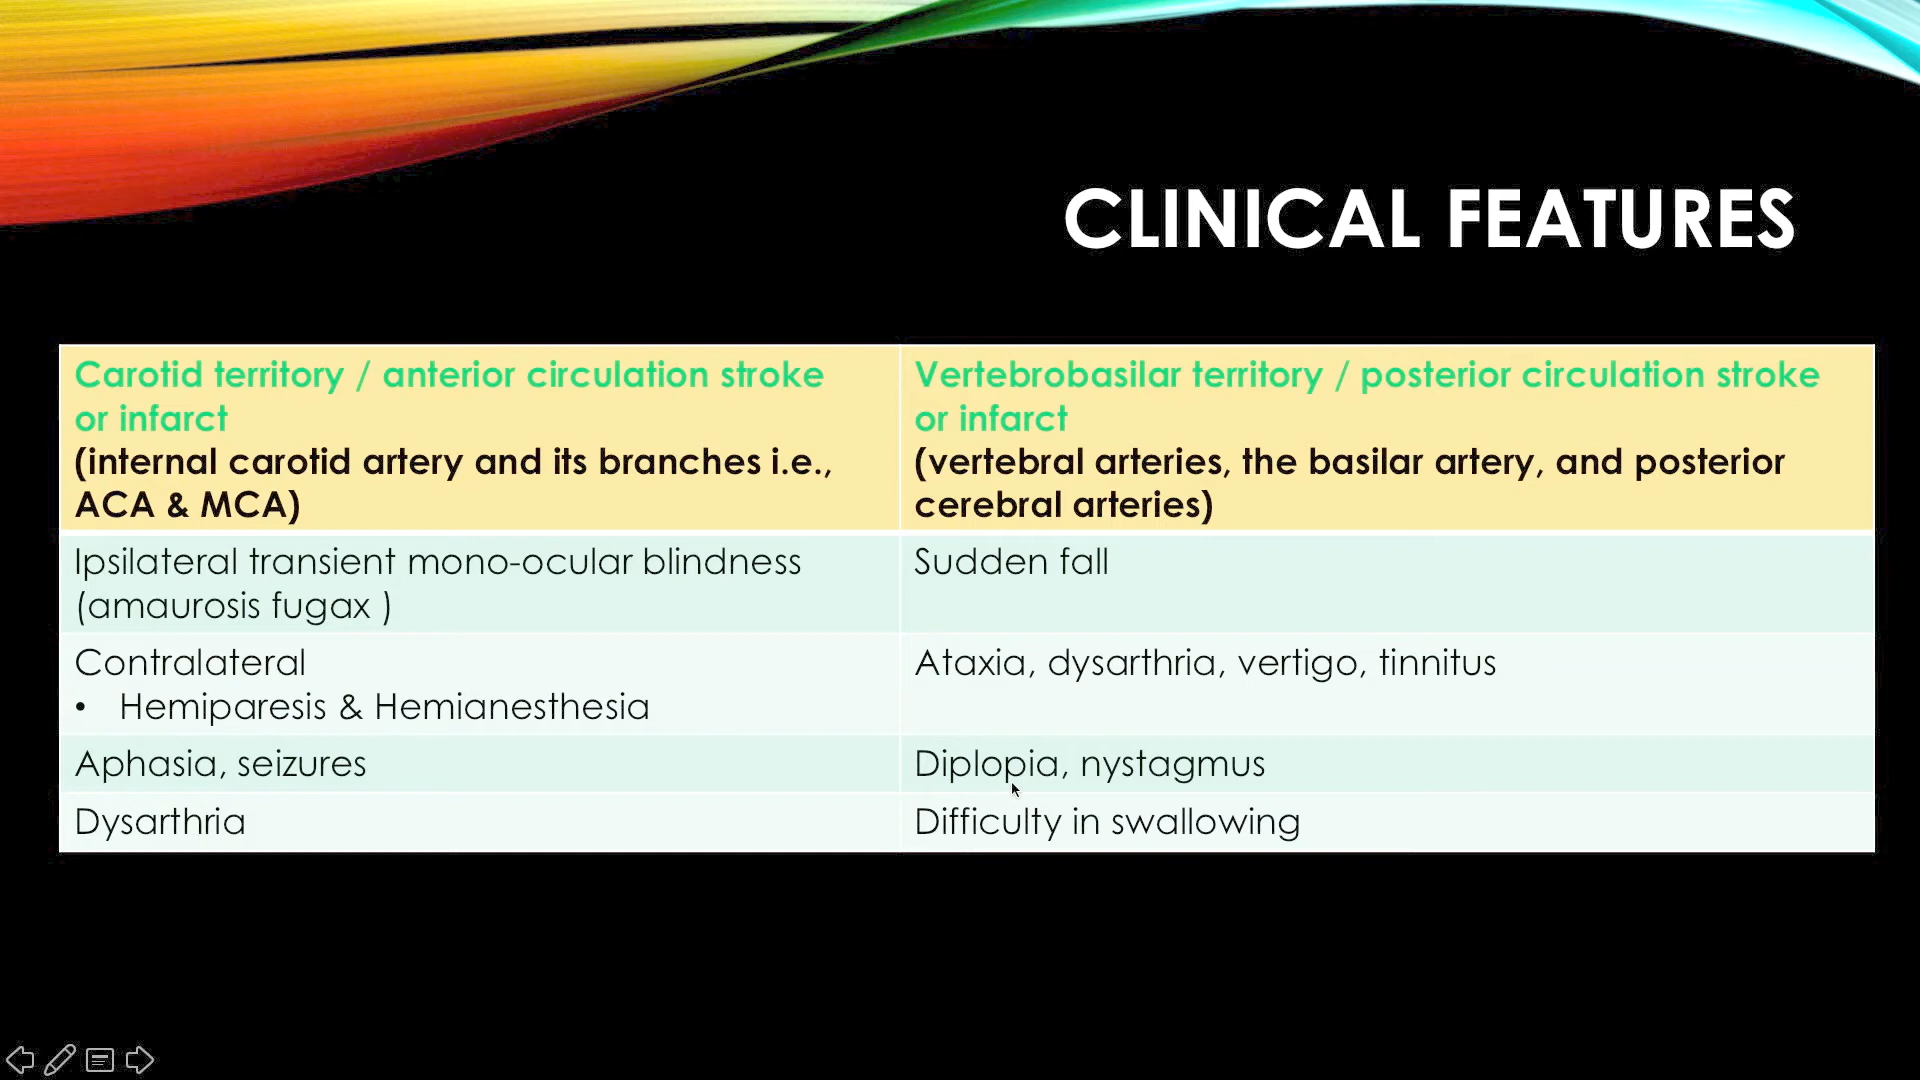 CLINICAL FEATURES
Carotid territory / anterior circulation stroke
or infarct
(internal carotid artery and its branches i.e.,
ACA & MCA)
Vertebrobasilar territory / posterior circulation stroke
or infarct
(vertebral arteries, the basilar artery, and posterior
cerebral arteries)
Ipsilateral transient mono-ocular blindness
(amaurosis fugax )
Sudden fall
Contralateral
• Hemiparesis & Hemianesthesia
Ataxia, dysarthria, vertigo, tinnitus
Aphasia, seizures
Diplopia, nystagmus
Dysarthria
Difficulty in swallowing